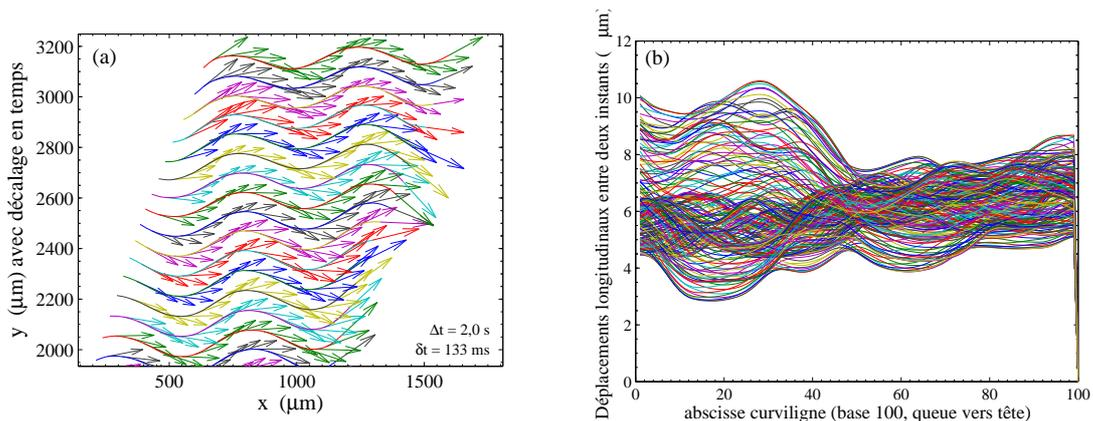 (a)
y (µm) avec décalage en temps
3200
3000
2800
2600
2400
2200
2000
Δt = 2,0 s
δt = 133 ms
500
1000
1500
x (µm)
(b)
Déplacements longitudinaux entre deux instants ( µm)
12
10
8
6
4
2
0
0
20
40
60
80
100
abscisse curviligne (base 100, queue vers tête)